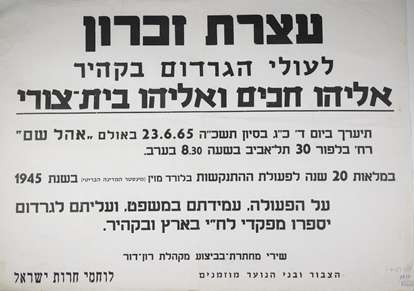 עצרת זכרון
לעולי הגרדום בקהיר
אליהו חכים ואליהו בית־צורי
תיערך ביום ד׳ כ״ג בסיון תשכ״ה 23.6.65 באולם „אהל שם"
רח׳ בלפור 30 תל־אביב בשעה 8.30 בערב.
במלאות 20 שנה לפעולת ההתנקשות בלורד מוין (מיניסטר המדינה הבריטי) בשנת 1945
על הפעולה. עמידתם במשפט. ועליתם לגרדום
יספרו מפקדי לח״י בארץ ובקהיר.
שירי מחתרת־בביצוע מקהלת רון־דור
הצבור ובני הנוער מוזמנים
לוחמי חרות ישראל